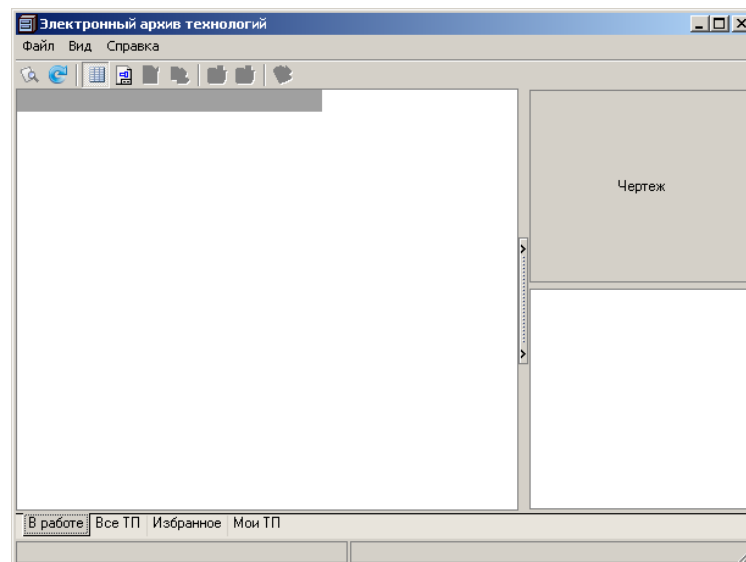 Электронный архив технологий
Файл Вид Справка
Чертеж
В работе Все ТП Избранное Мои ТП